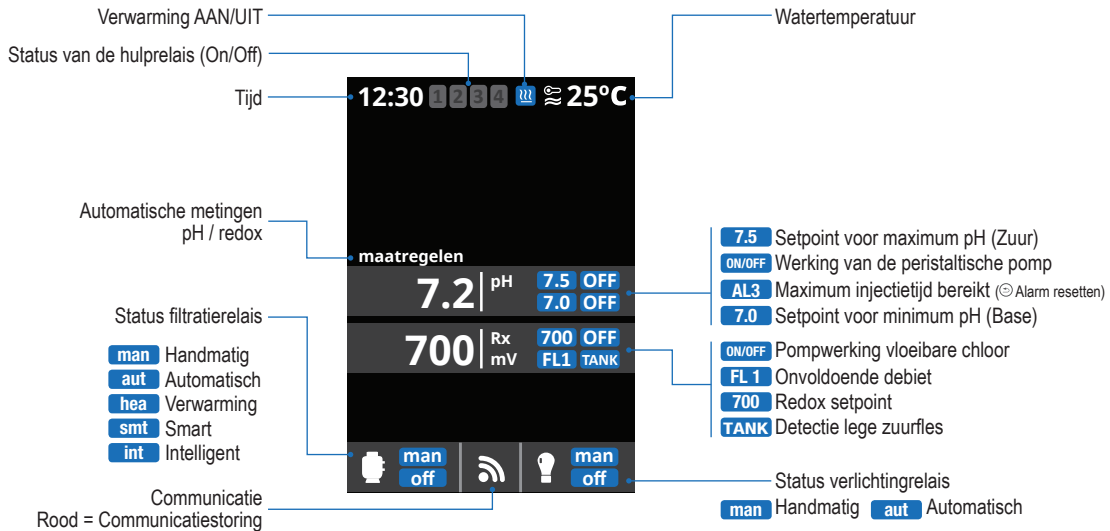 Verwarming AAN/UIT
Status van de hulprelais (On/Off)
Tijd
Watertemperatuur
12:30 1 2 3 4 25ºC
Automatische metingen
pH / redox
maatregelen
7.2 pH 7.5 OFF
7.0 OFF
700 Rx mV 700 OFF
FL1 TANK
7.5 Setpoint voor maximum pH (Zuur)
ON/OFF Werking van de peristaltische pomp
AL3 Maximum injectietijd bereikt (Alarm resetten)
7.0 Setpoint voor minimum pH (Base)
ON/OFF Pompwerking vloeibare chloor
FL 1 Onvoldoende debiet
700 Redox setpoint
TANK Detectie lege zuurfles
Status filtratierelais
man Handmatig
aut Automatisch
hea Verwarming
smt Smart
int Intelligent
man man
off off
Communicatie
Rood = Communicatiestoring
Status verlichtingrelais
man Handmatig aut Automatisch